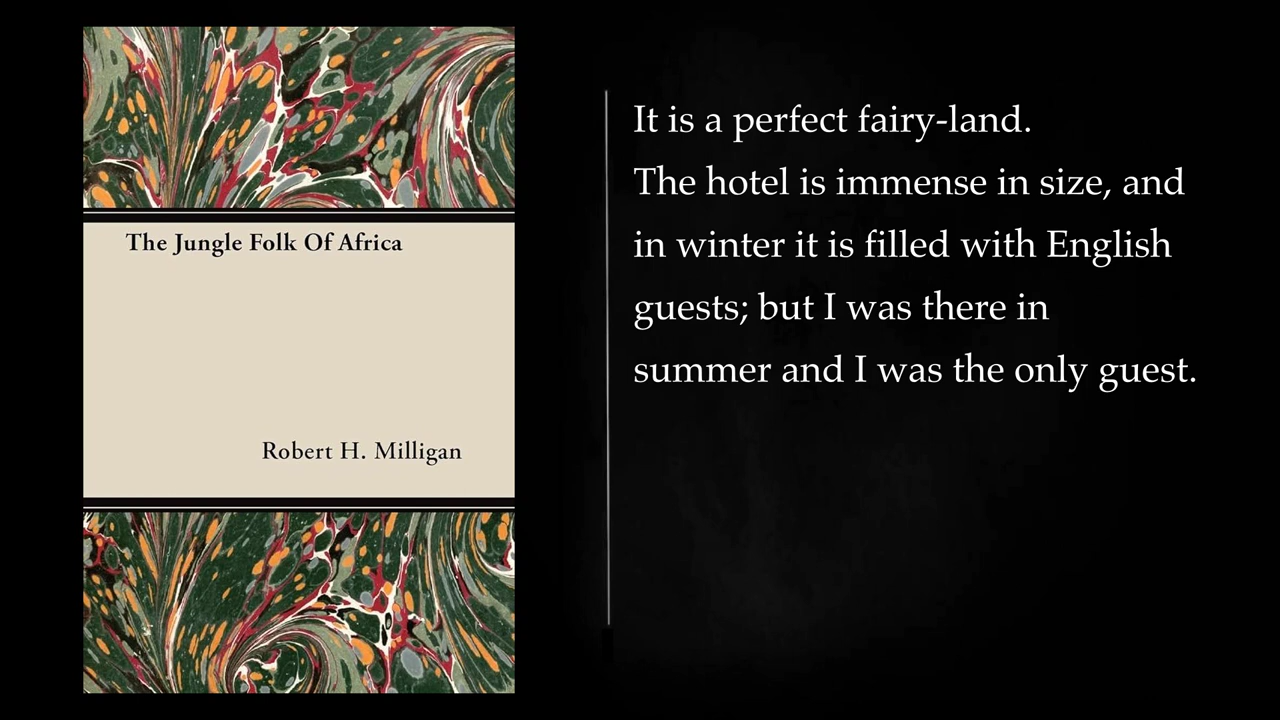 The Jungle Folk Of Africa
Robert H. Milligan
It is a perfect fairy-land.
The hotel is immense in size, and
in winter it is filled with English
guests; but I was there in
summer and I was the only guest.